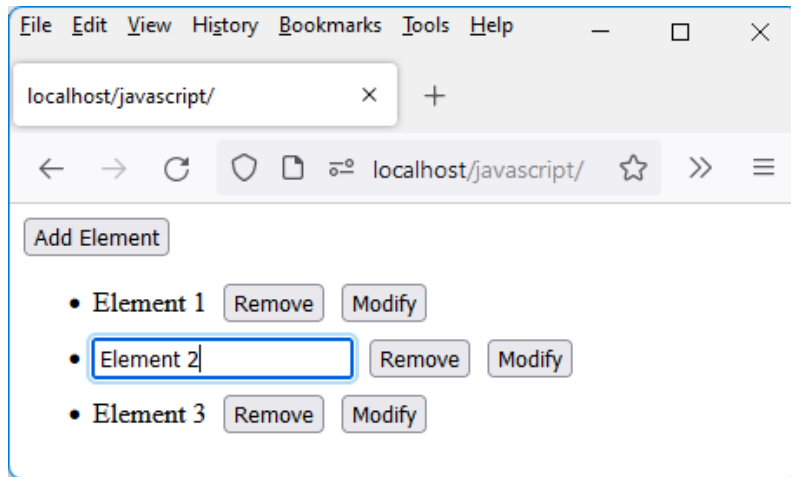 File Edit View History Bookmarks Tools Help
localhost/javascript/
localhost/javascript/
Add Element
Element 1 Remove Modify
Element 2 Remove Modify
Element 3 Remove Modify